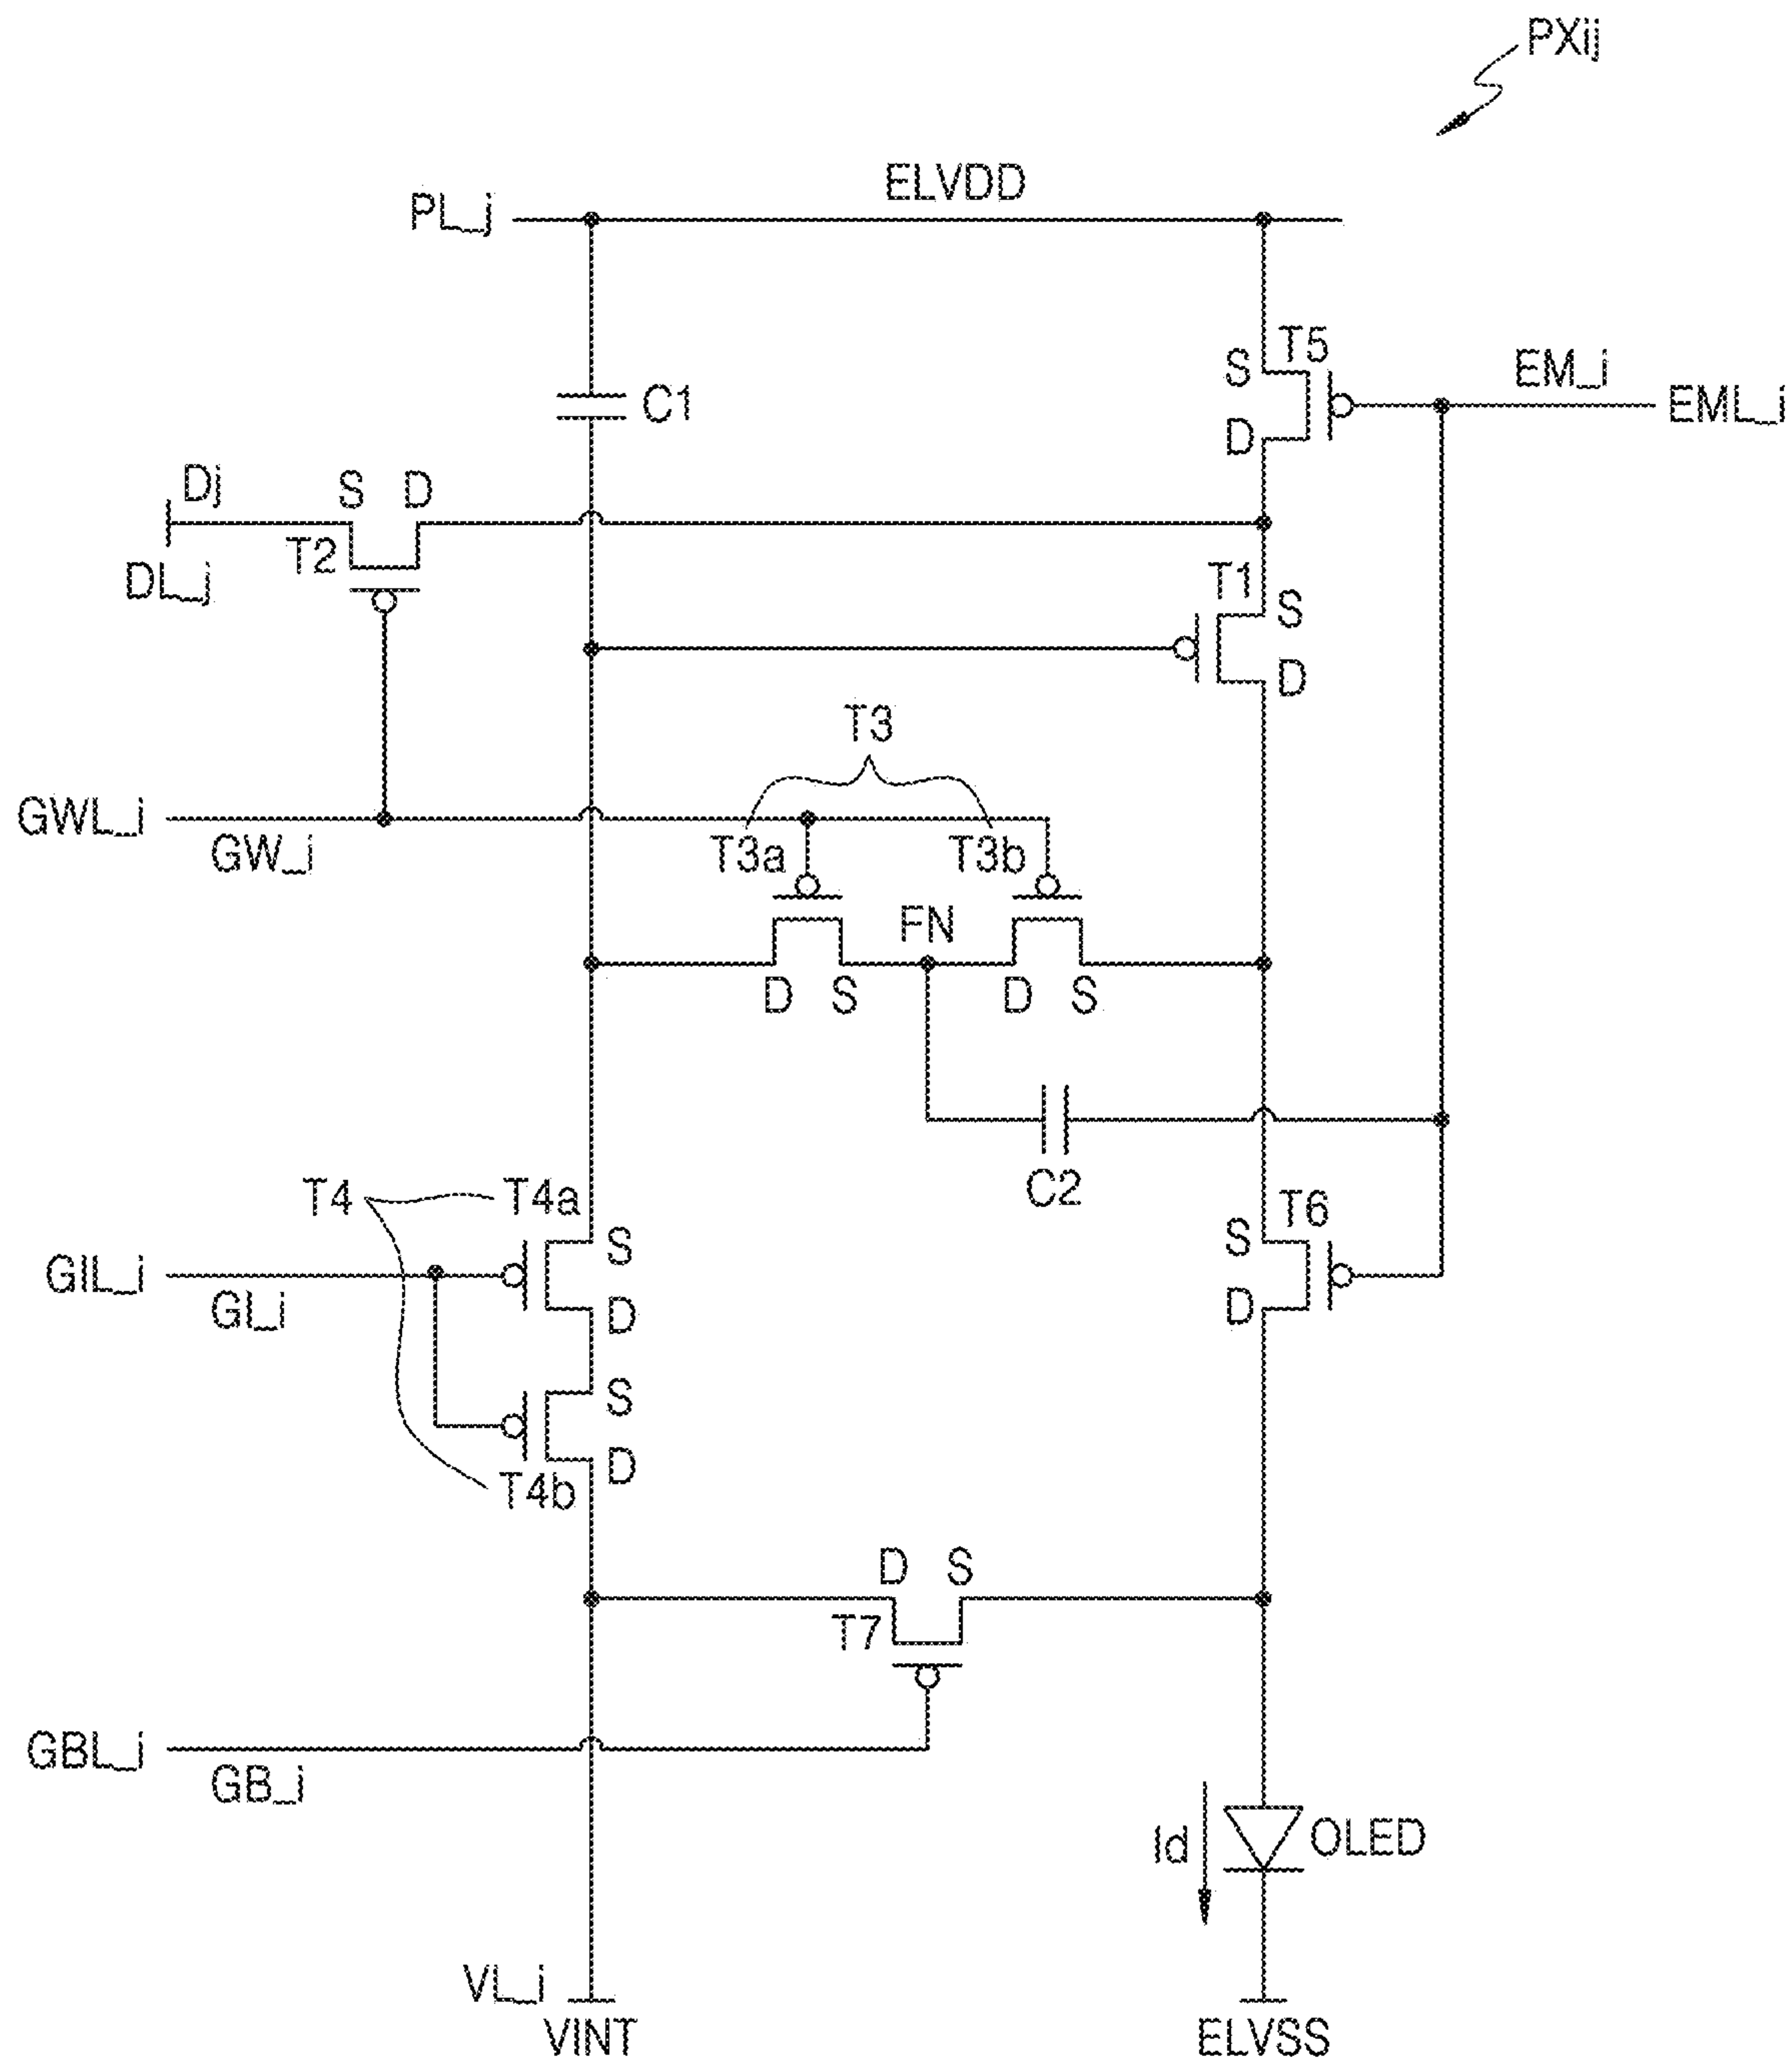 PXij
ELVDD
PL_j
T5
S
EM_i
EML_i
C1
D
Dj
S D
T2
DL_j
T1
S
D
T3
GWL_i
GW_i
T3a
T3b
FN
D S
D S
C2
T4
T4a
T6
S
S
GIL_i
GI_i
D
D
S
D
T4b
D S
T7
GBL_i
GB_i
Id
OLED
VL_i
VINT
ELVSS